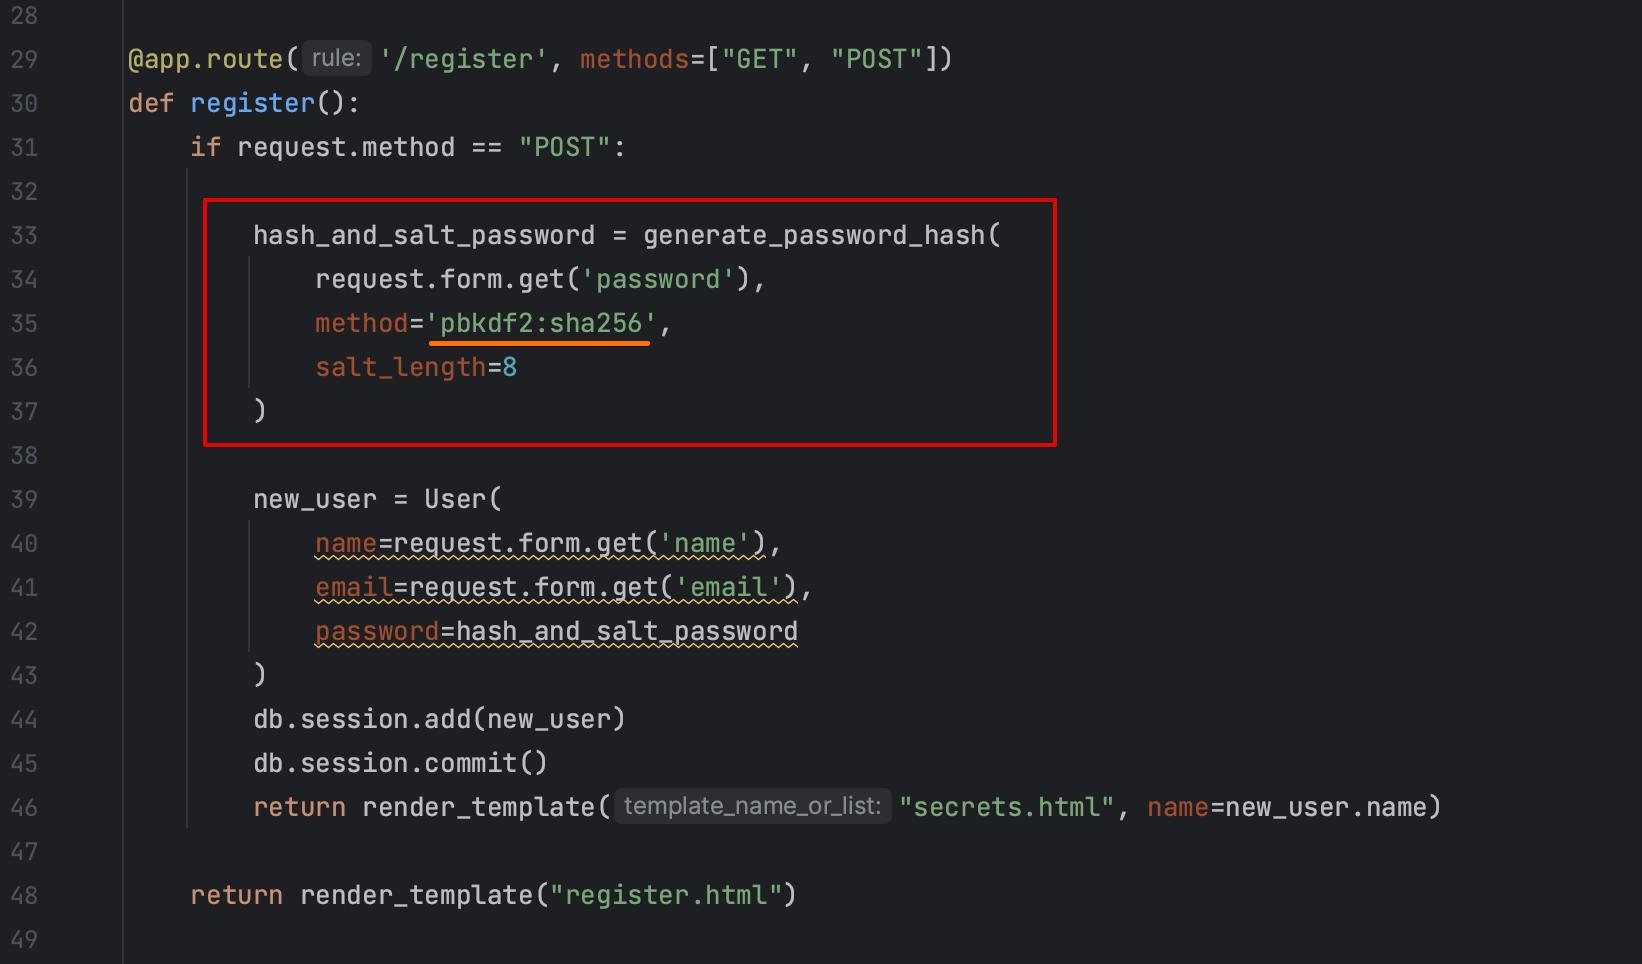 28
29 @app.route( rule: '/register', methods=["GET", "POST"])
30 def register():
31     if request.method == "POST":
32
33         hash_and_salt_password = generate_password_hash(
34             request.form.get('password'),
35             method='pbkdf2:sha256',
36             salt_length=8
37         )
38
39         new_user = User(
40             name=request.form.get('name'),
41             email=request.form.get('email'),
42             password=hash_and_salt_password
43         )
44         db.session.add(new_user)
45         db.session.commit()
46         return render_template( template_name_or_list: "secrets.html", name=new_user.name)
47
48     return render_template("register.html")
49